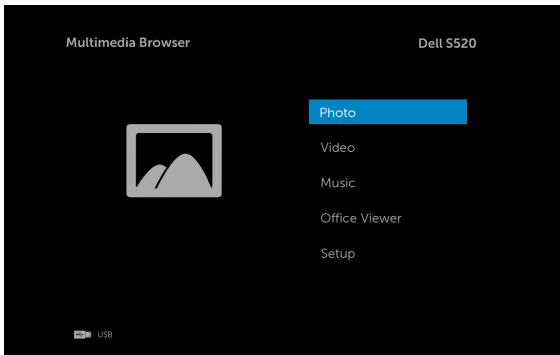 Multimedia Browser
Dell S520
Photo
Video
Music
Office Viewer
Setup
USB